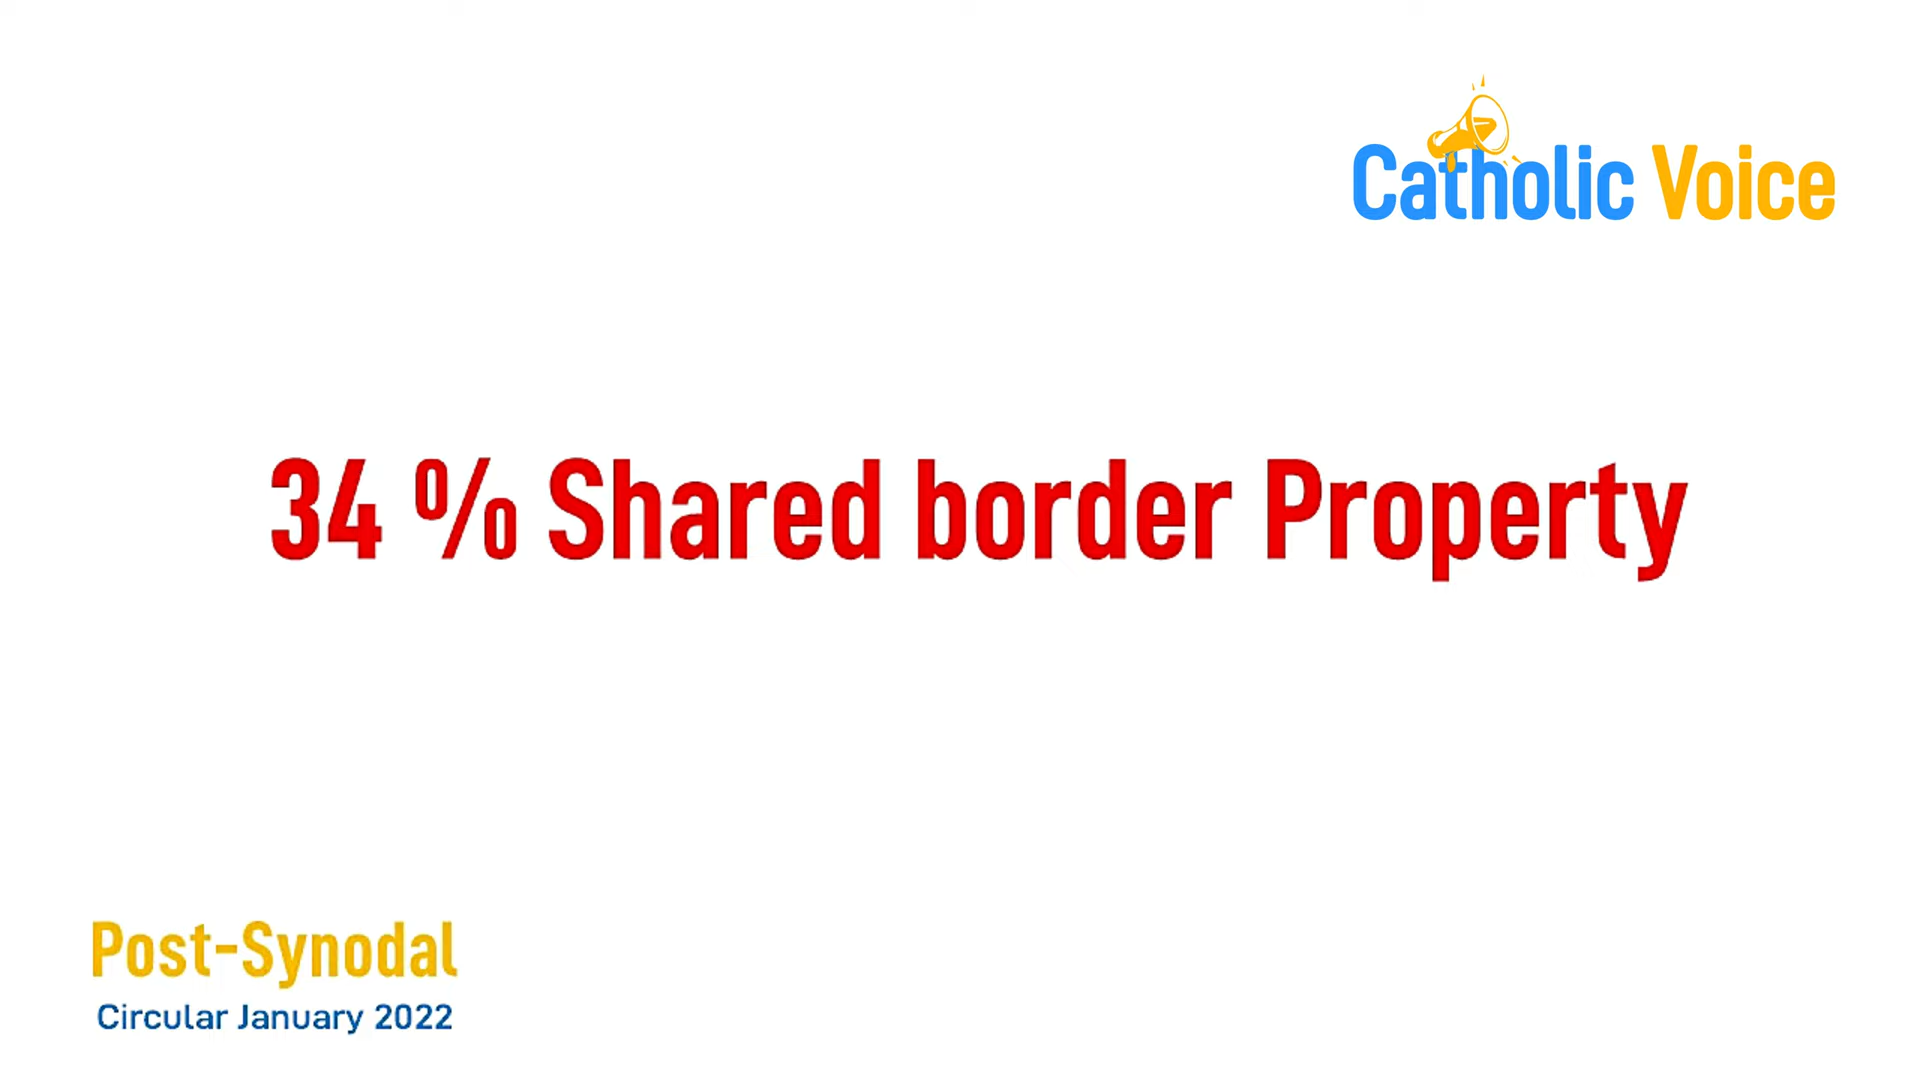 Catholic Voice
34 % Shared border Property
Post-Synodal
Circular January 2022